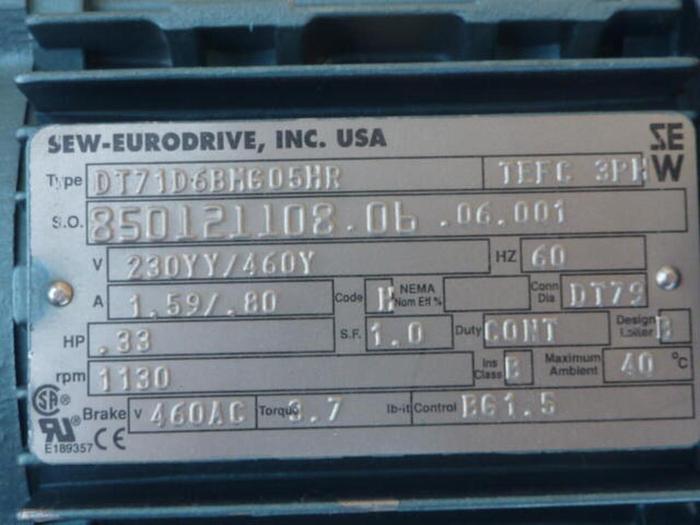 SEW-EURODRIVE, INC. USA SEW
Type DT71D6BMG05HR TEFC 3PH
S.O. 850121108.06.06.001
V 230YY/460Y HZ 60
A 1.59/.80 Code H NEMA Nom Eff % Conn Dia DT79
HP .33 S.F. 1.0 Duty CONT Design Letter B
rpm 1130 Ins Class B Maximum Ambient 40 °C
Brake V 460AC Torque 3.7 lb-ft Control BG1.5
E189357 CE